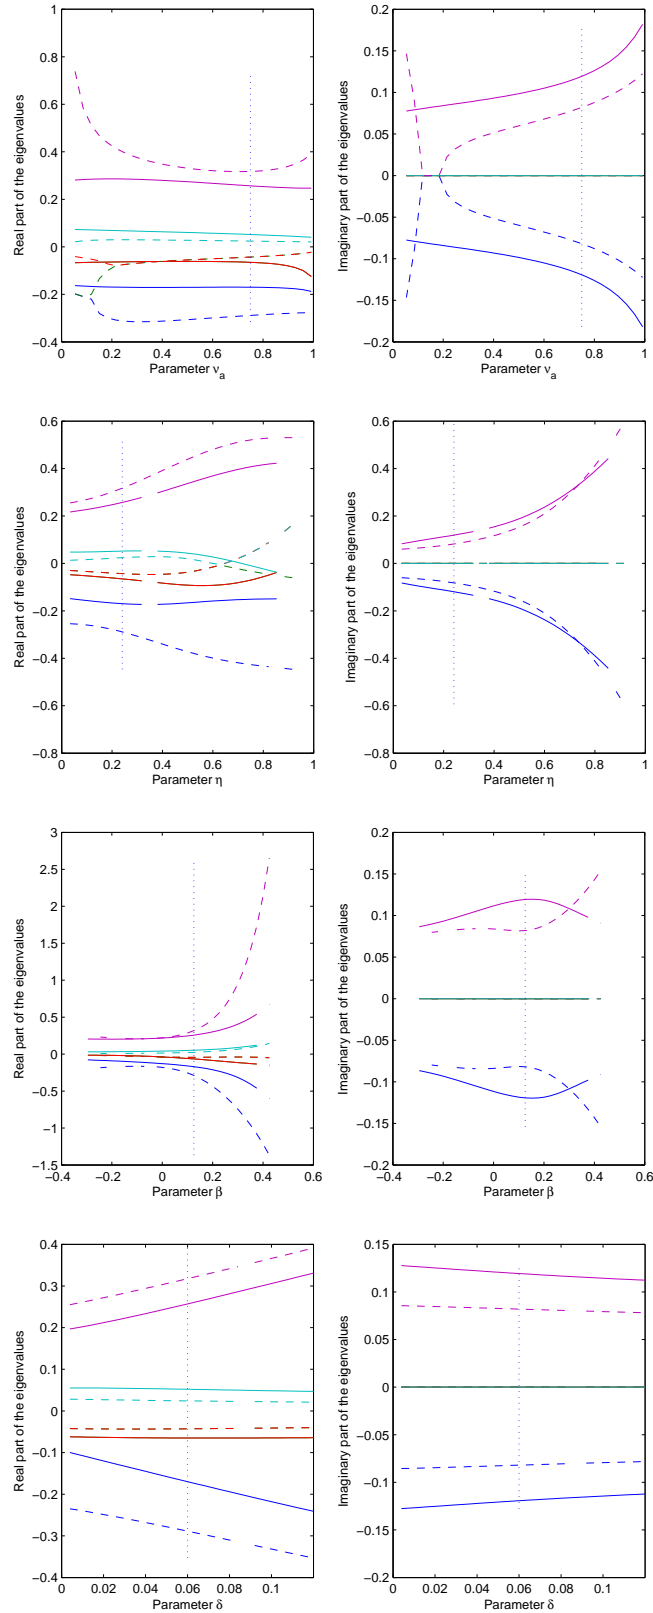 Real part of the eigenvalues
1
0.8
0.6
0.4
0.2
0
−0.2
−0.4
0 0.2 0.4 0.6 0.8 1
Parameter ν_a
Imaginary part of the eigenvalues
0.2
0.15
0.1
0.05
0
−0.05
−0.1
−0.15
−0.2
0 0.2 0.4 0.6 0.8 1
Parameter ν_a
Real part of the eigenvalues
0.6
0.4
0.2
0
−0.2
−0.4
−0.6
−0.8
0 0.2 0.4 0.6 0.8 1
Parameter η
Imaginary part of the eigenvalues
0.6
0.4
0.2
0
−0.2
−0.4
−0.6
−0.8
0 0.2 0.4 0.6 0.8 1
Parameter η
Real part of the eigenvalues
3
2.5
2
1.5
1
0.5
0
−0.5
−1
−1.5
−0.4 −0.2 0 0.2 0.4 0.6
Parameter β
Imaginary part of the eigenvalues
0.2
0.15
0.1
0.05
0
−0.05
−0.1
−0.15
−0.2
−0.4 −0.2 0 0.2 0.4 0.6
Parameter β
Real part of the eigenvalues
0.4
0.3
0.2
0.1
0
−0.1
−0.2
−0.3
−0.4
0 0.02 0.04 0.06 0.08 0.1
Parameter δ
Imaginary part of the eigenvalues
0.15
0.1
0.05
0
−0.05
−0.1
−0.15
−0.2
0 0.02 0.04 0.06 0.08 0.1
Parameter δ